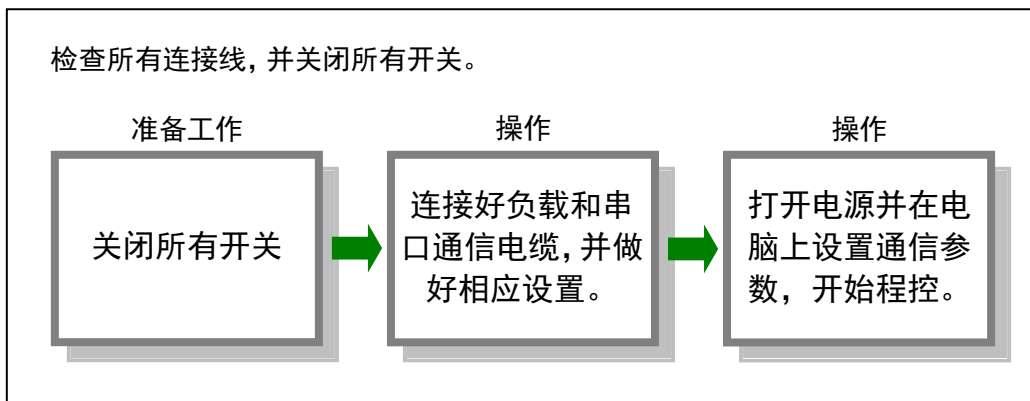 检查所有连接线，并关闭所有开关。
准备工作
操作
操作
关闭所有开关
连接好负载和串
口通信电缆，并做
好相应设置。
打开电源并在电
脑上设置通信参
数，开始程控。